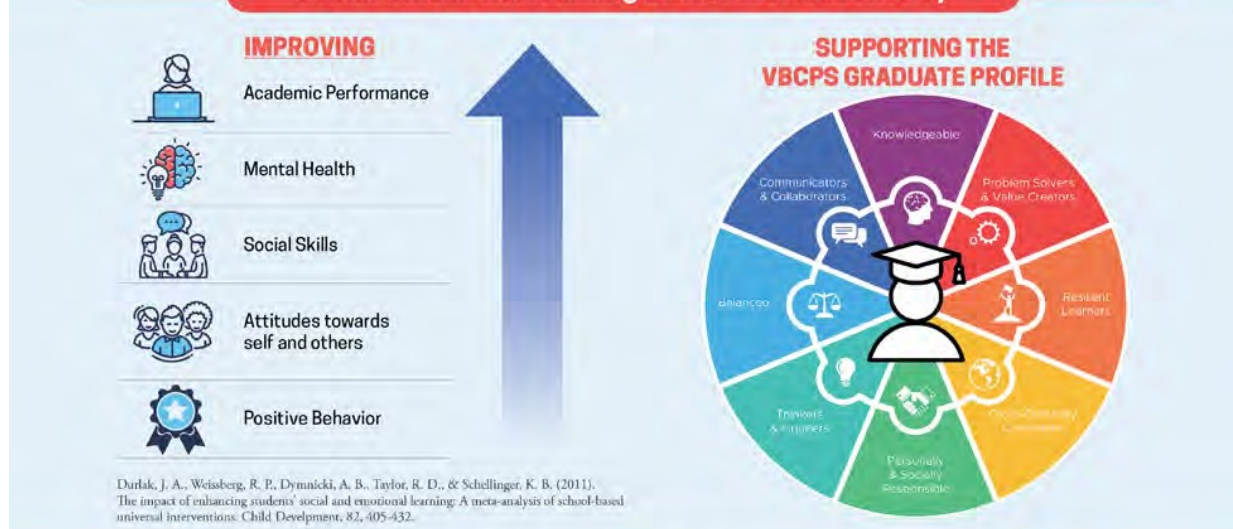 IMPROVING
Academic Performance
Mental Health
Social Skills
Attitudes towards
self and others
Positive Behavior
Durlak, J. A., Weissberg, R. P., Dymnicki, A. B., Taylor, R. D., & Schellinger, K. B. (2011).
The impact of enhancing students' social and emotional learning: A meta-analysis of school-based
universal interventions. Child Develpment, 82, 405-432.
SUPPORTING THE
VBCPS GRADUATE PROFILE
Knowledgeable
Problem Solvers
& Value Creators
Resilient
Learners
Personally
& Socially
Responsible
Thinkers
& Inquirers
Balanced
Communicators
& Collaborators